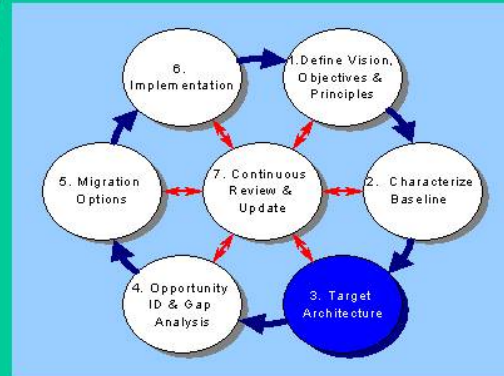 1.Define Vision,
Objectives &
Principles
2. Characterize
Baseline
3. Target
Architecture
4. Opportunity
ID & Gap
Analysis
5. Migration
Options
6.
Implementation
7. Continuous
Review &
Update